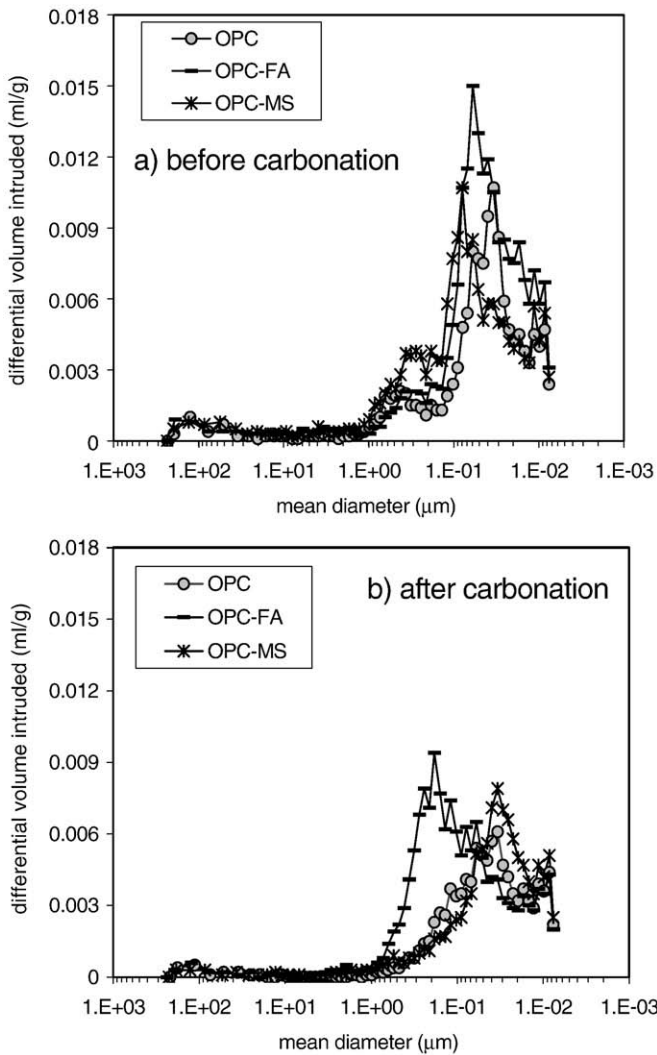 0.018
0.015
0.012
0.009
0.006
0.003
0
differential volume intruded (ml/g)
OPC
OPC-FA
OPC-MS
a) before carbonation
1.E+03 1.E+02 1.E+01 1.E+00 1.E-01 1.E-02 1.E-03
mean diameter (μm)
0.018
0.015
0.012
0.009
0.006
0.003
0
differential volume intruded (ml/g)
OPC
OPC-FA
OPC-MS
b) after carbonation
1.E+03 1.E+02 1.E+01 1.E+00 1.E-01 1.E-02 1.E-03
mean diameter (μm)